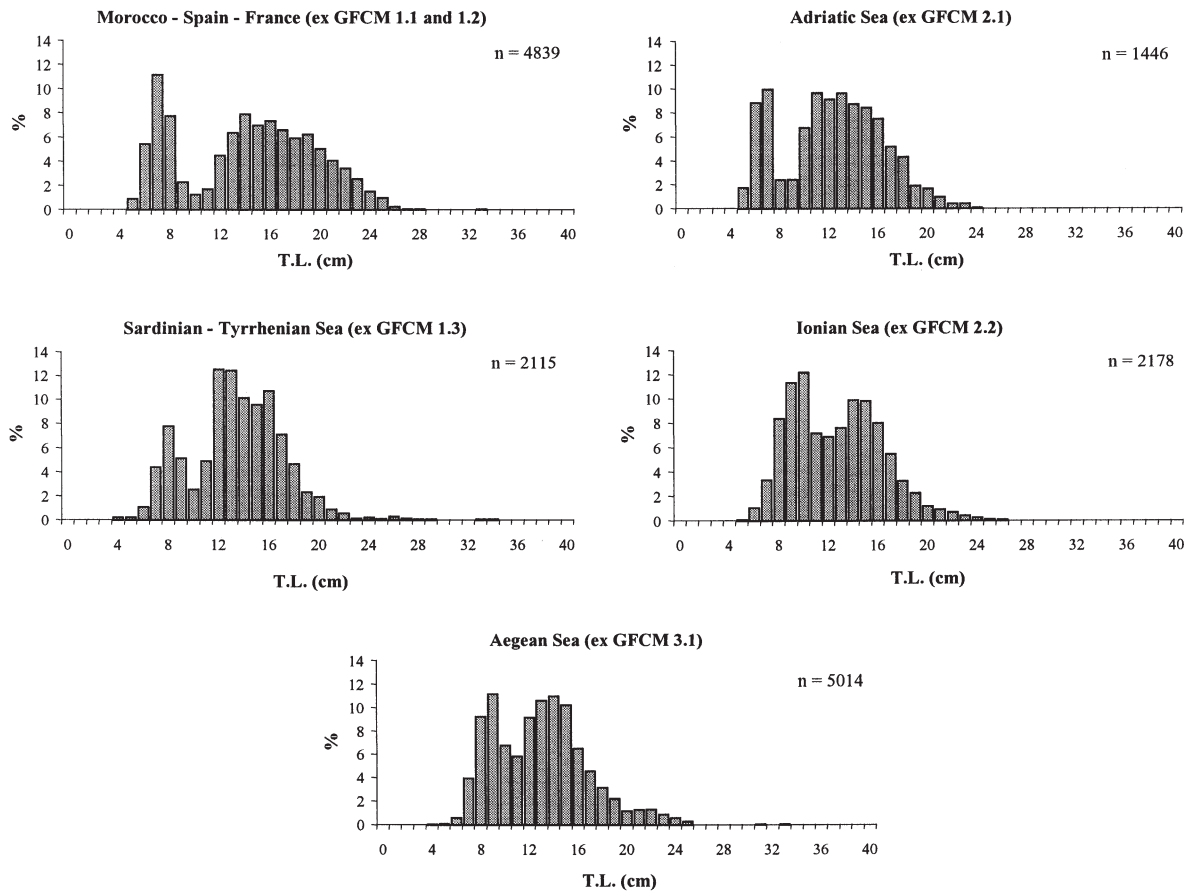 Morocco - Spain - France (ex GFCM 1.1 and 1.2)
n = 4839
14
12
10
8
6
4
2
0
%
0 4 8 12 16 20 24 28 32 36 40
T.L. (cm)
Adriatic Sea (ex GFCM 2.1)
n = 1446
14
12
10
8
6
4
2
0
%
0 4 8 12 16 20 24 28 32 36 40
T.L. (cm)
Sardinian - Tyrrhenian Sea (ex GFCM 1.3)
n = 2115
14
12
10
8
6
4
2
0
%
0 4 8 12 16 20 24 28 32 36 40
T.L. (cm)
Ionian Sea (ex GFCM 2.2)
n = 2178
14
12
10
8
6
4
2
0
%
0 4 8 12 16 20 24 28 32 36 40
T.L. (cm)
Aegean Sea (ex GFCM 3.1)
n = 5014
14
12
10
8
6
4
2
0
%
0 4 8 12 16 20 24 28 32 36 40
T.L. (cm)